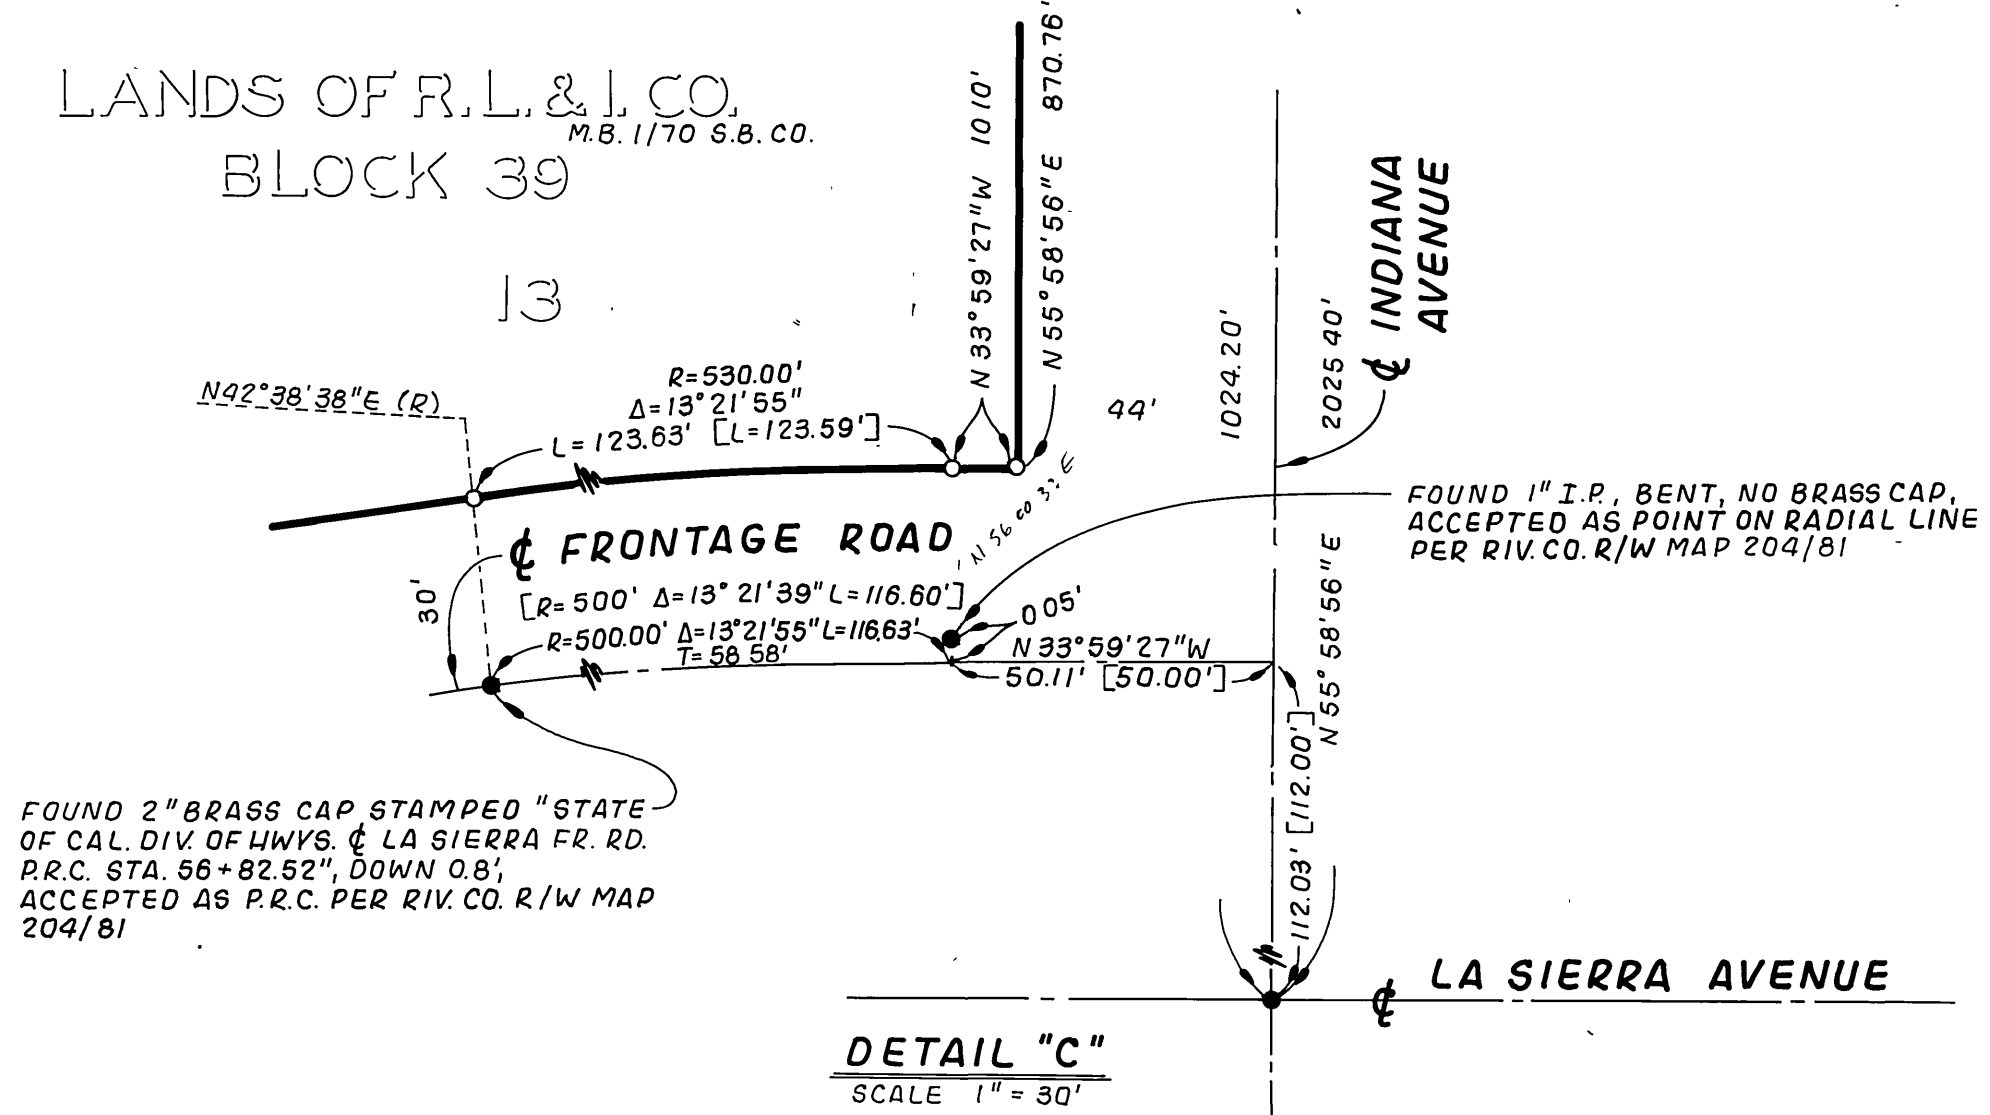 LANDS OF R.L. & I. CO.
M.B. 1/70 S.B. CO.
BLOCK 39
13
N42°38'38"E (R)
R=530.00'
Δ=13°21'55"
L=123.63' [L=123.59']
N 33°59'27"W 10 10'
N 55°58'56"E 870.76'
44'
1024.20'
2025 40'
℄ INDIANA
AVENUE
FOUND 1" I.P., BENT, NO BRASS CAP,
ACCEPTED AS POINT ON RADIAL LINE
PER RIV. CO. R/W MAP 204/81
℄ FRONTAGE ROAD
30'
[R=500' Δ=13°21'39" L=116.60']
R=500.00' Δ=13°21'55" L=116.63'
T=58 58'
0 05'
N 33°59'27"W
50.11' [50.00']
N 55°58'56"E
112.03' [112.00']
FOUND 2" BRASS CAP STAMPED "STATE
OF CAL. DIV. OF HWYS. ℄ LA SIERRA FR. RD.
P.R.C. STA. 56+82.52", DOWN 0.8',
ACCEPTED AS P.R.C. PER RIV. CO. R/W MAP
204/81
℄ LA SIERRA AVENUE
DETAIL "C"
SCALE 1" = 30'